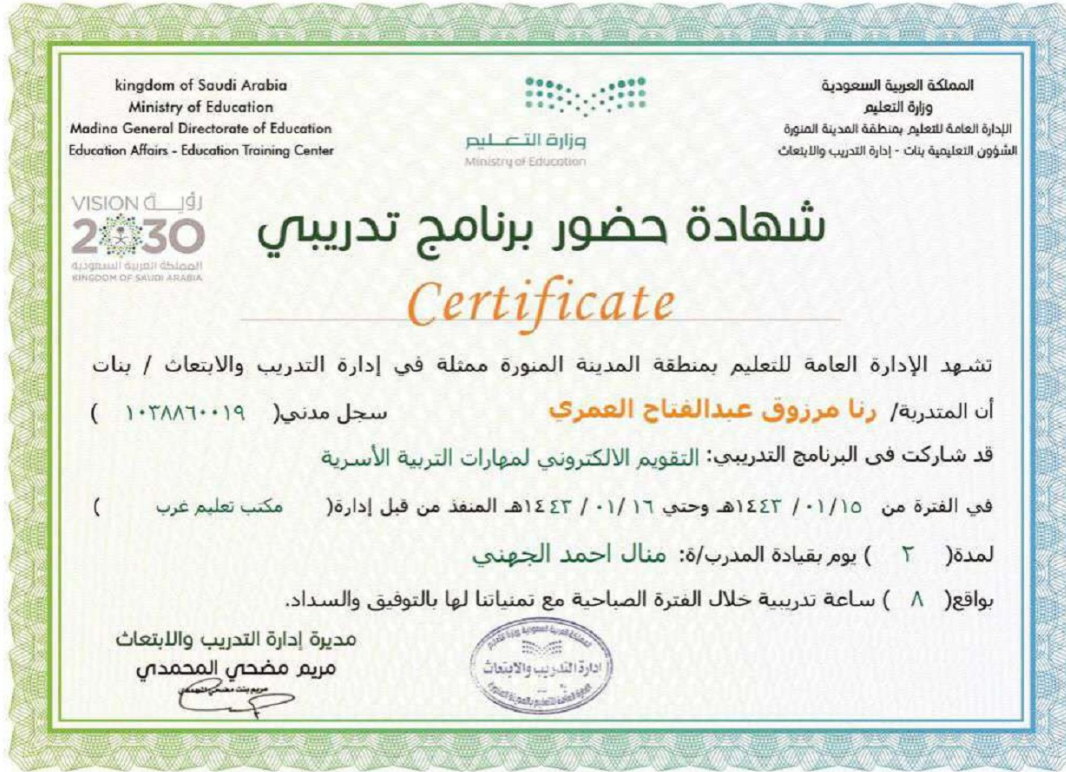 المملكة العربية السعودية
وزارة التعليم
الإدارة العامة للتعليم بمنطقة المدينة المنورة
الشؤون التعليمية بنات - إدارة التدريب والابتعاث
وزارة التعـــليم
Ministry of Education
kingdom of Saudi Arabia
Ministry of Education
Madina General Directorate of Education
Education Affairs - Education Training Center
VISION رؤيـــة
2030
المملكة العربية السعودية
KINGDOM OF SAUDI ARABIA
شهادة حضور برنامج تدريبي
Certificate
تشهد الإدارة العامة للتعليم بمنطقة المدينة المنورة ممثلة في إدارة التدريب والابتعاث / بنات
أن المتدربة/ رنا مرزوق عبدالفتاح العمري سجل مدني( ١٠٣٨٨٦٠٠١٩ )
قد شاركت فى البرنامج التدريبي: التقويم الالكتروني لمهارات التربية الأسرية
في الفترة من ٠١/١٥ / ١٤٤٣هـ وحتي ٠١/١٦ / ١٤٤٣هـ المنفذ من قبل إدارة( مكتب تعليم غرب )
لمدة( ٢ ) يوم بقيادة المدرب/ة: منال احمد الجهني
بواقع( ٨ ) ساعة تدريبية خلال الفترة الصباحية مع تمنياتنا لها بالتوفيق والسداد.
مديرة إدارة التدريب والابتعاث
مريم مضحي المحمدي
ادارة التدريب والابتعاث